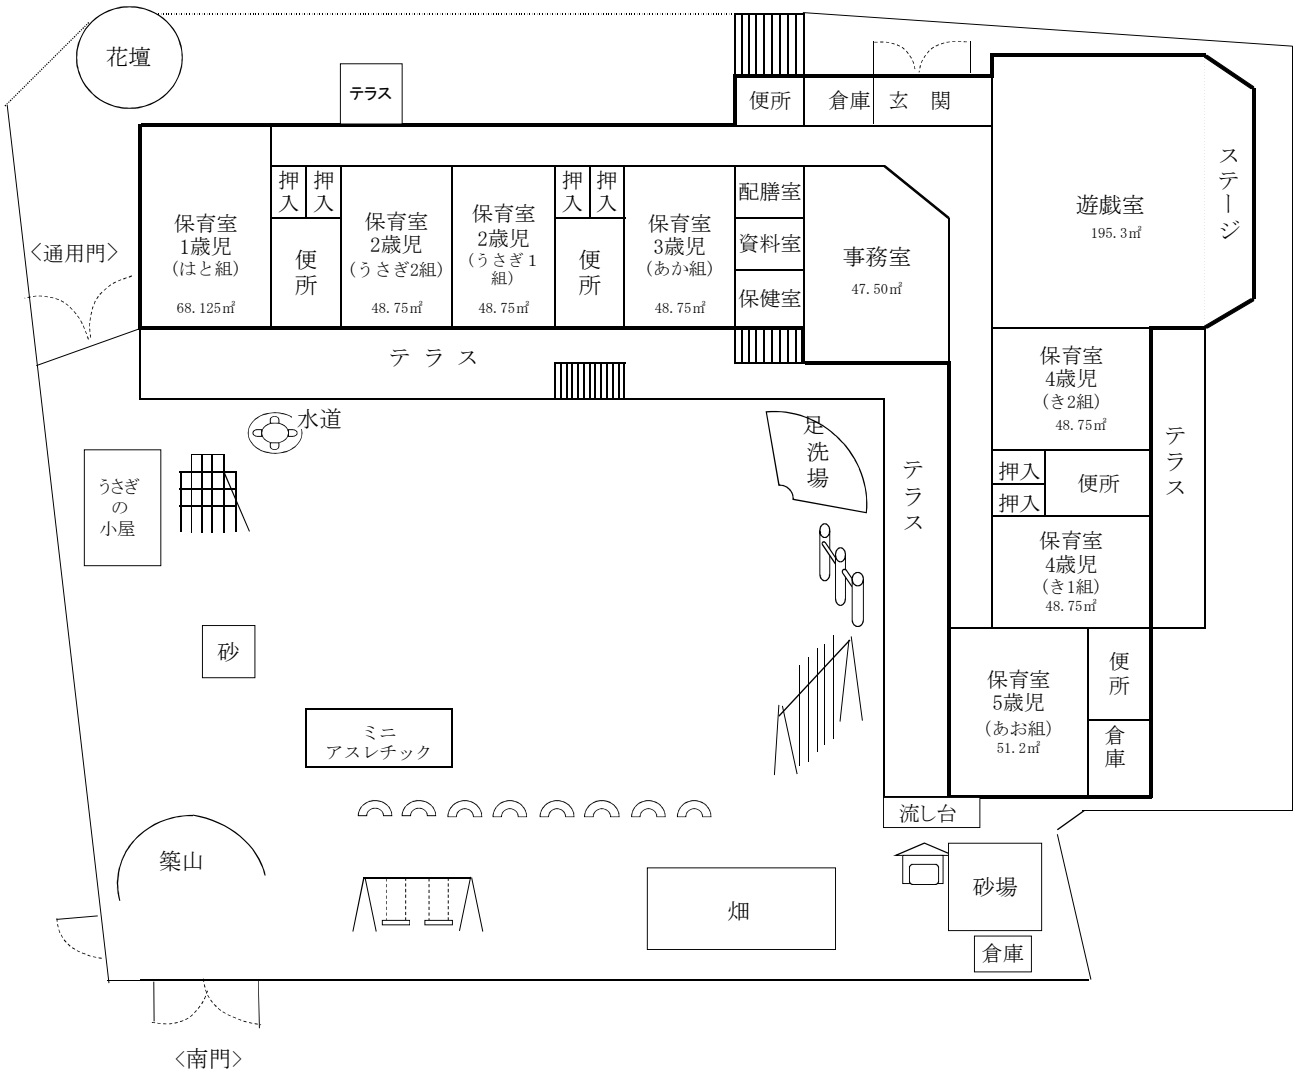 花壇
テラス
便所
倉庫
玄 関
ステージ
遊戯室
195.3㎡
〈通用門〉
保育室
1歳児
(はと組)
68.125㎡
押入
押入
便所
保育室
2歳児
(うさぎ2組)
48.75㎡
保育室
2歳児
(うさぎ1
組)
48.75㎡
押入
押入
便所
保育室
3歳児
(あか組)
48.75㎡
配膳室
資料室
保健室
事務室
47.50㎡
テ ラ ス
保育室
4歳児
(き2組)
48.75㎡
押入
押入
便所
テラス
保育室
4歳児
(き1組)
48.75㎡
保育室
5歳児
(あお組)
51.2㎡
便所
倉庫
水道
足洗場
テラス
うさぎ
の
小屋
砂
ミニ
アスレチック
流し台
築山
畑
砂場
倉庫
〈南門〉